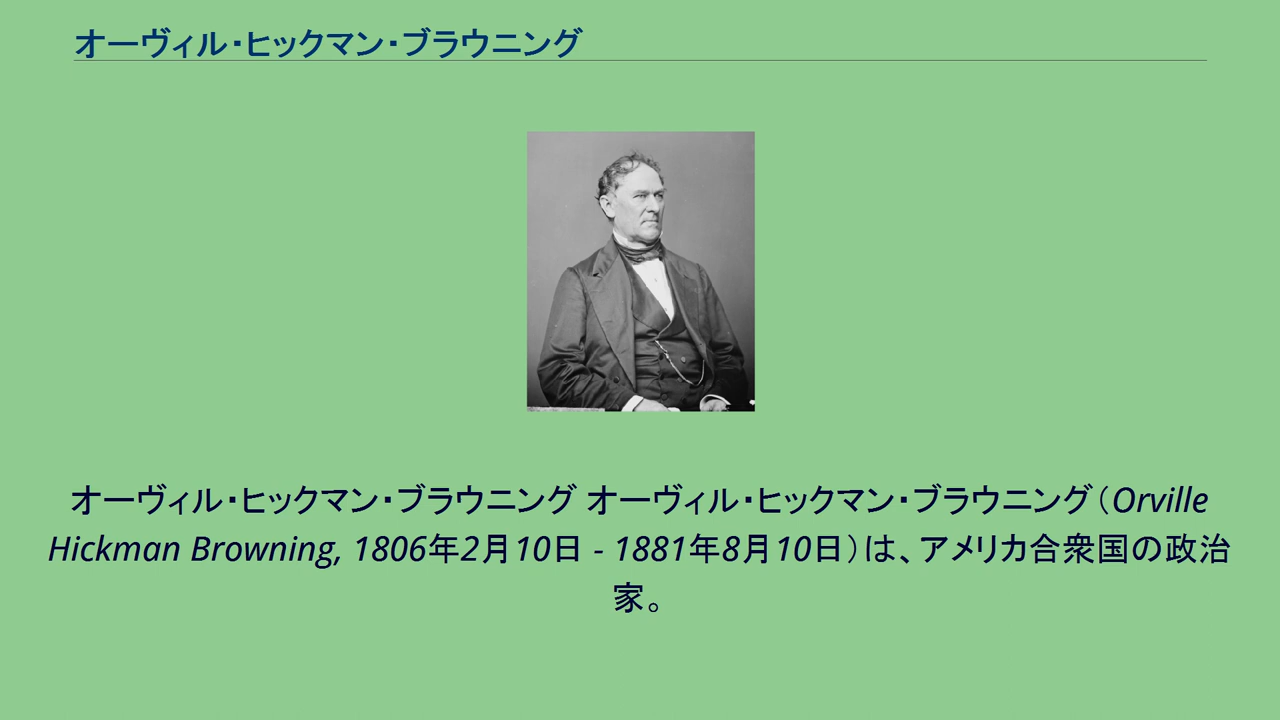 オーヴィル・ヒックマン・ブラウニング
オーヴィル・ヒックマン・ブラウニング オーヴィル・ヒックマン・ブラウニング（Orville
Hickman Browning, 1806年2月10日 - 1881年8月10日）は、アメリカ合衆国の政治
家。